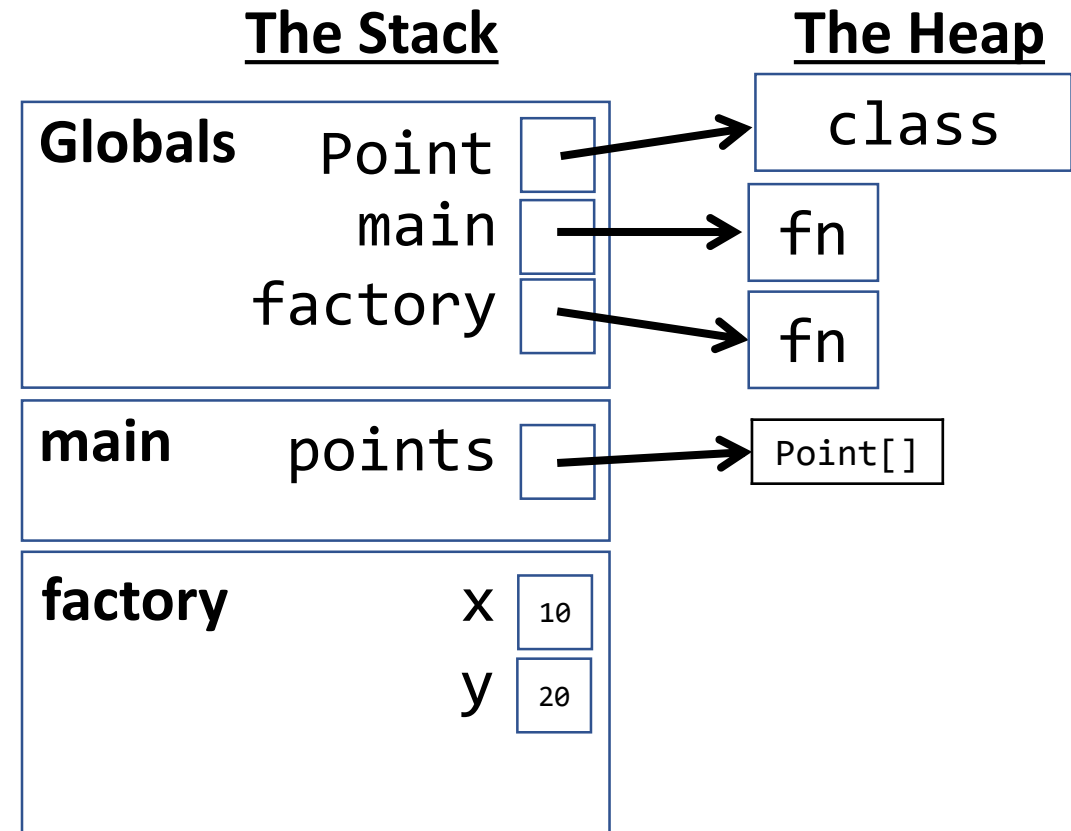 The Stack The Heap
Globals Point class
main fn
factory fn
main points Point[]
factory x 10
y 20